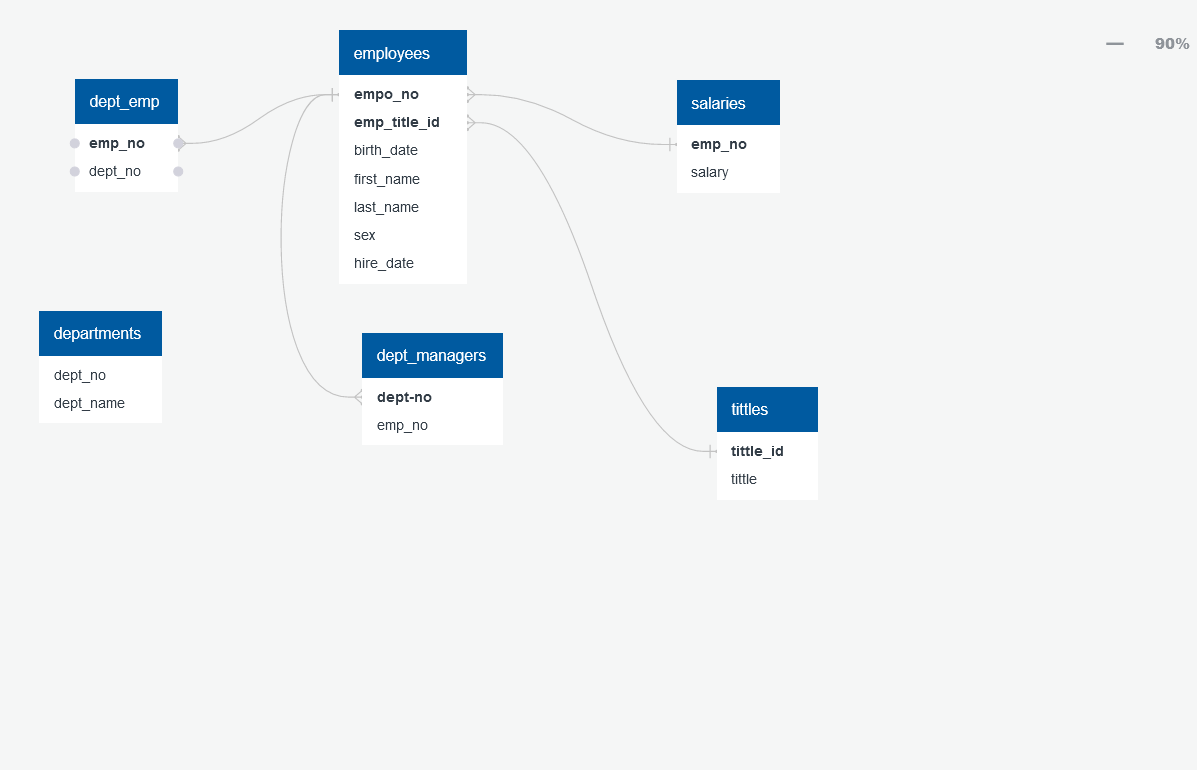 90%
employees
empo_no
emp_title_id
birth_date
first_name
last_name
sex
hire_date
dept_emp
emp_no
dept_no
salaries
emp_no
salary
departments
dept_no
dept_name
dept_managers
dept-no
emp_no
tittles
tittle_id
tittle